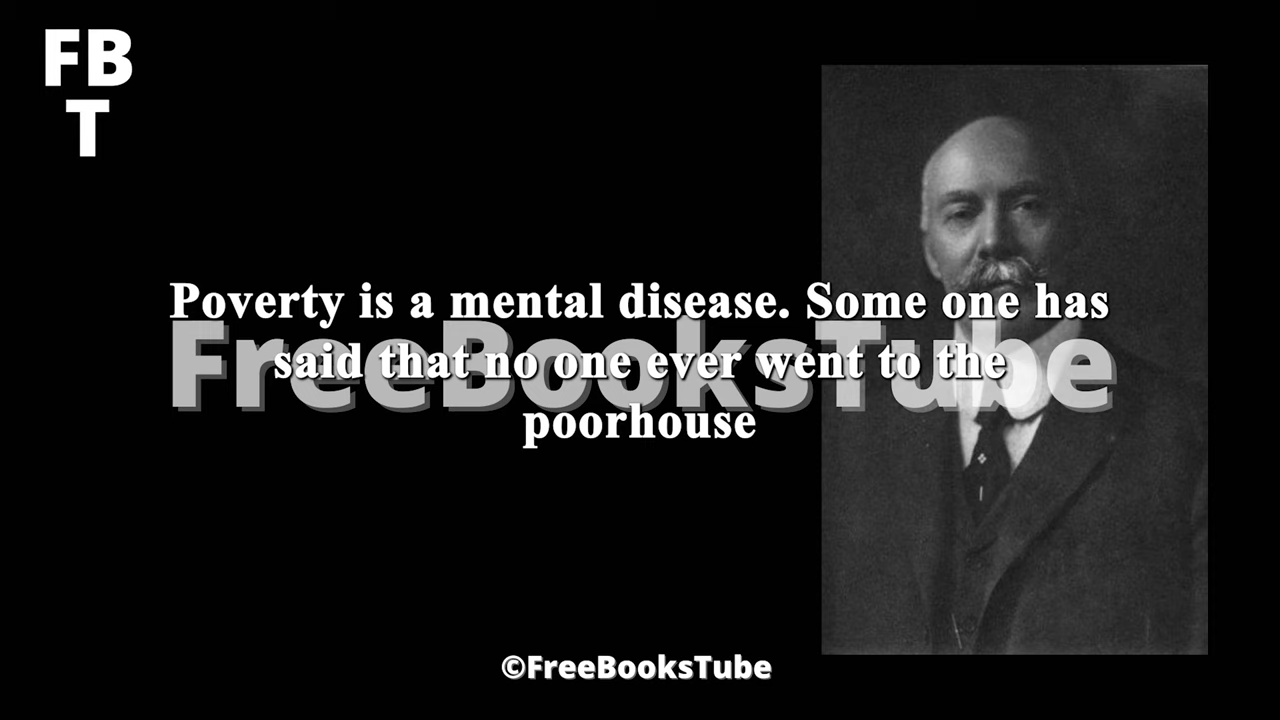 FB
T
Poverty is a mental disease. Some one has
FreeBooksTube
said that no one ever went to the
poorhouse
©FreeBooksTube